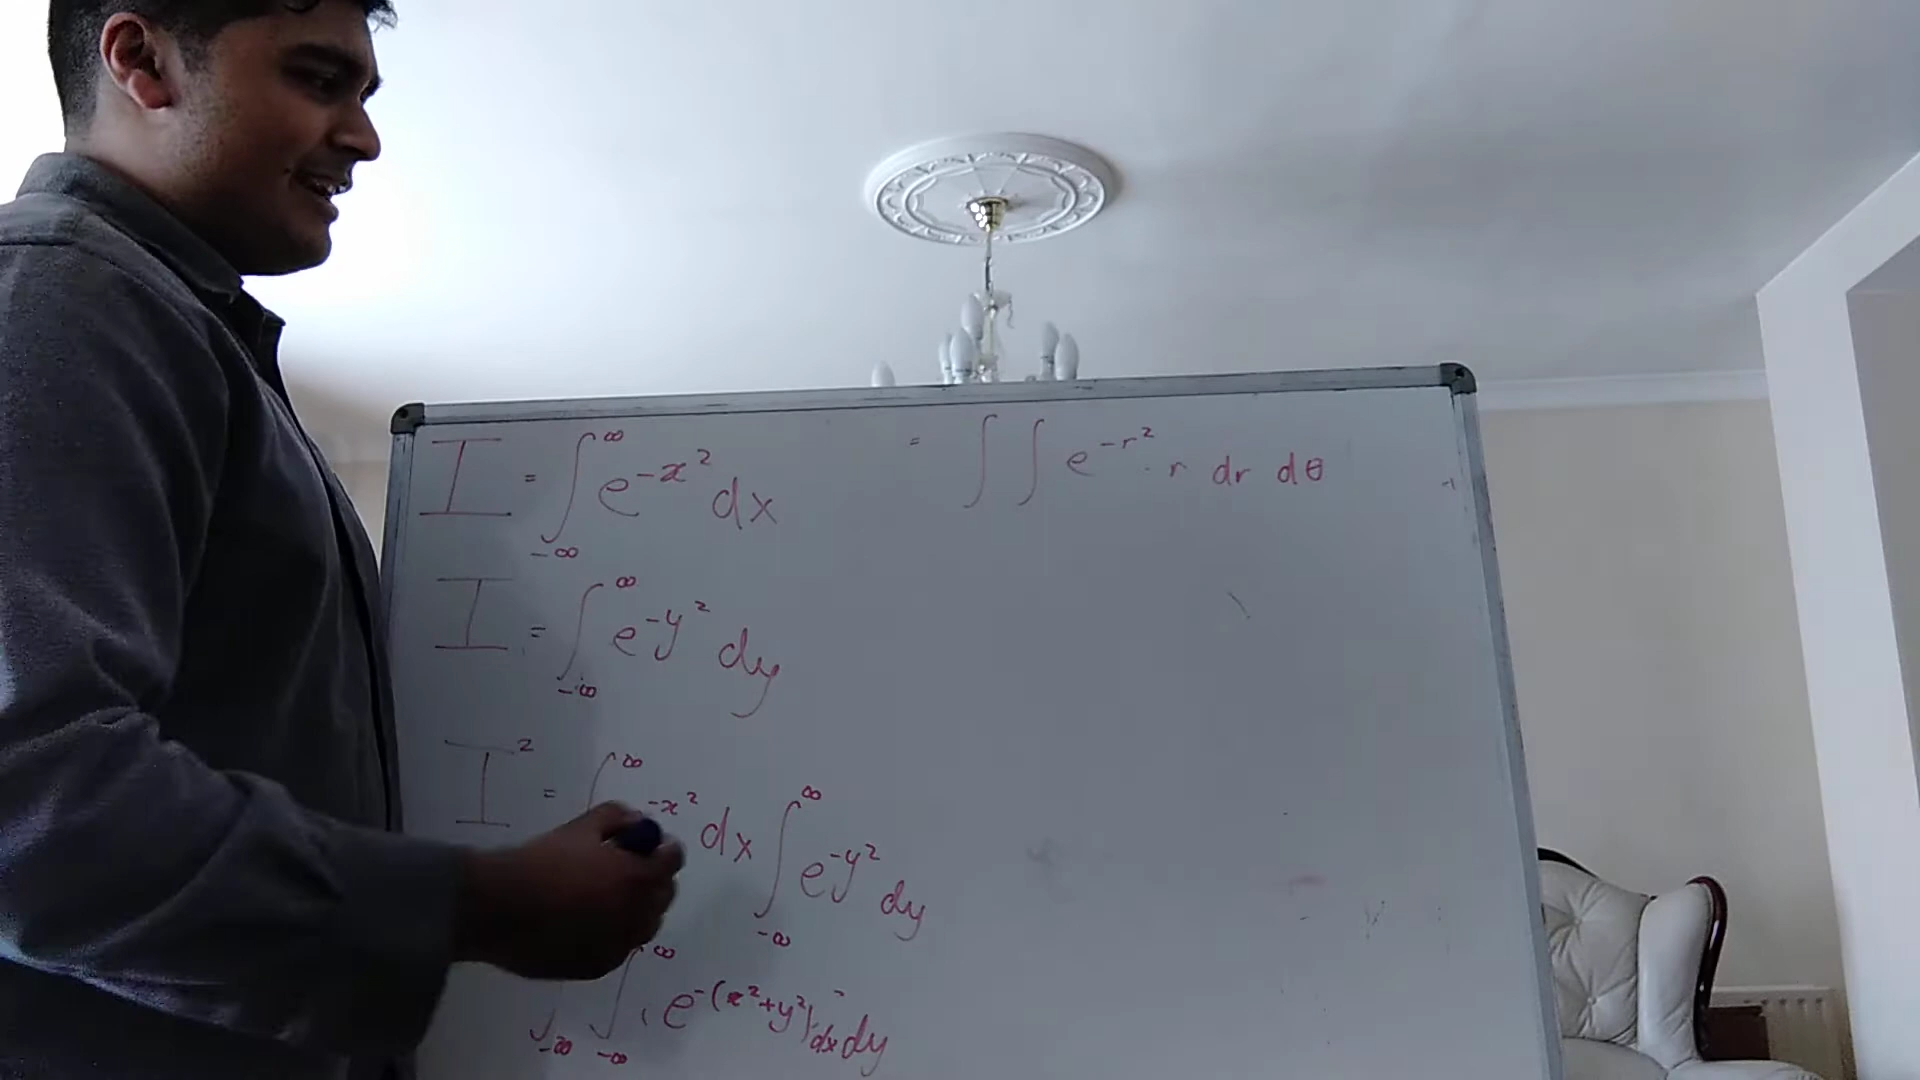 I = ∫_{-∞}^{∞} e^{-x²} dx
I = ∫_{-∞}^{∞} e^{-y²} dy
I² = ∫^{∞} ^{-x²} dx ∫_{-∞}^{∞} e^{-y²} dy
∫_{-∞} ∫_{-∞}^{∞} e^{-(x²+y²)} dx dy
= ∫∫ e^{-r²} · r dr dθ